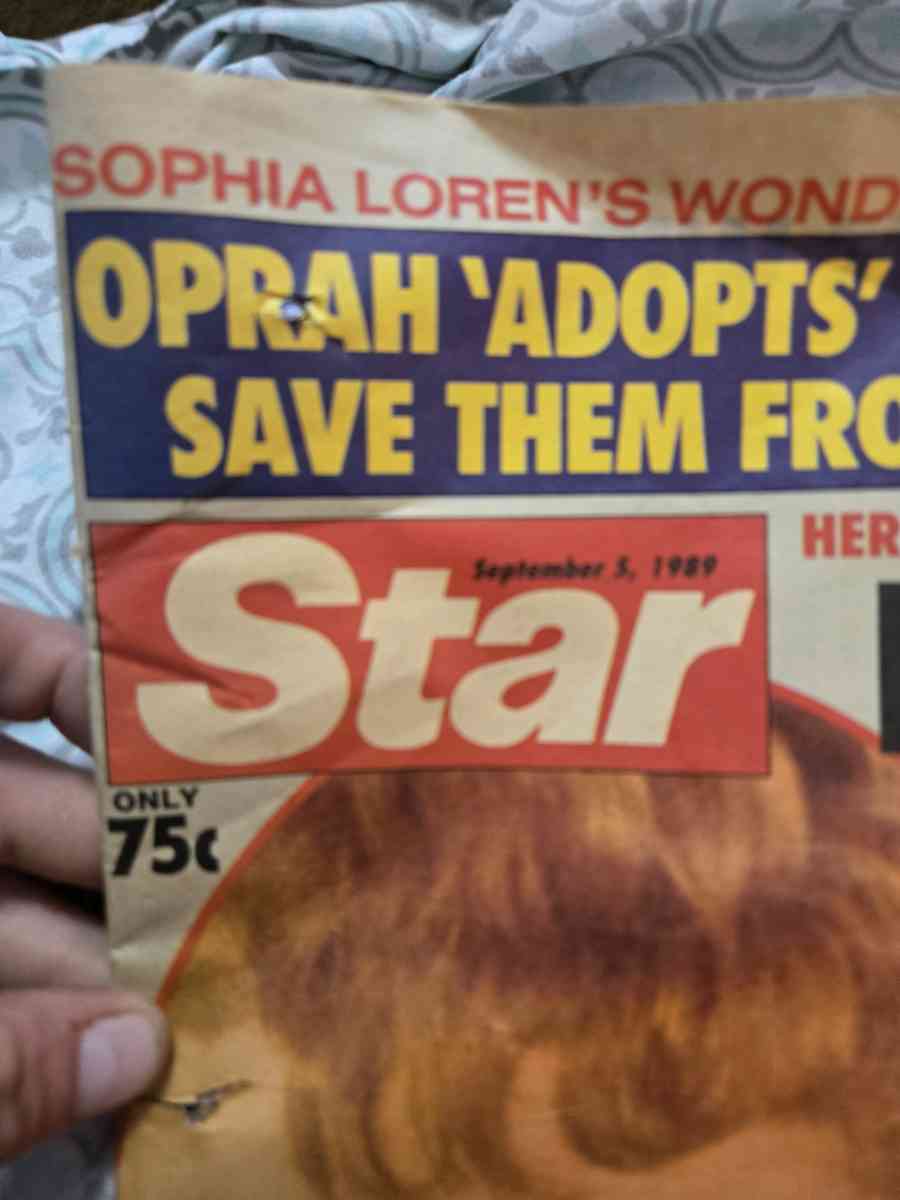 SOPHIA LOREN'S WOND
OPRAH 'ADOPTS'
SAVE THEM FRO
Star
September 5, 1989
HER
ONLY
75¢